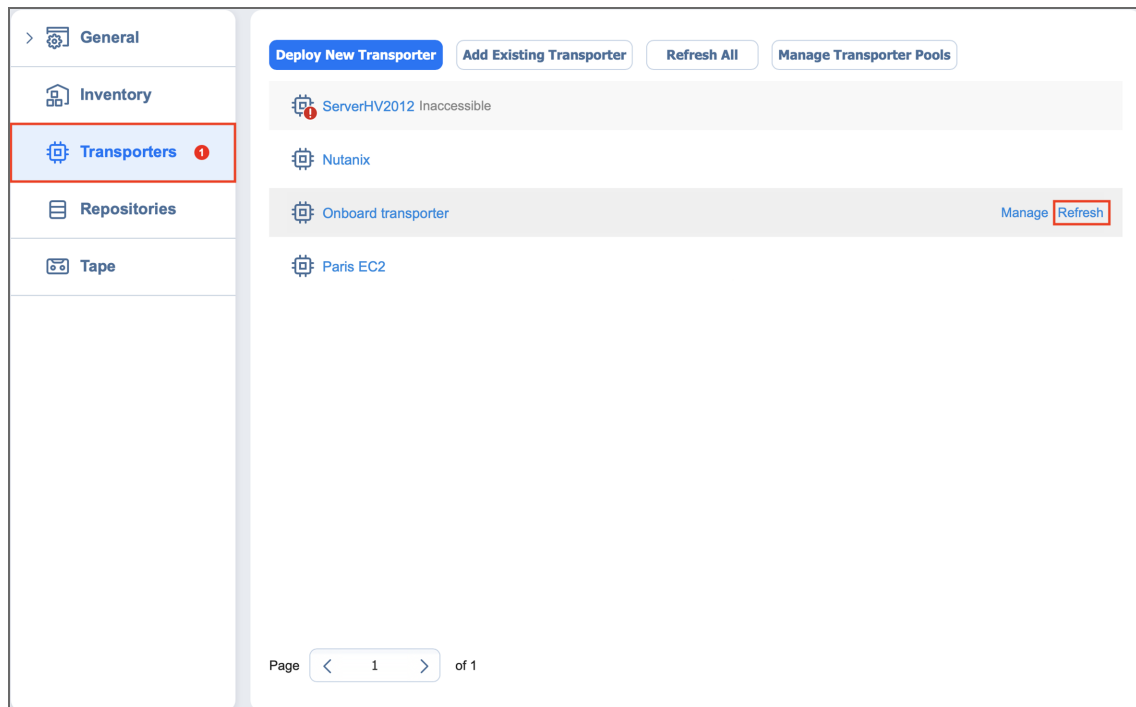 General
Inventory
Transporters 1
Repositories
Tape
Deploy New Transporter Add Existing Transporter Refresh All Manage Transporter Pools
ServerHV2012 Inaccessible
Nutanix
Onboard transporter Manage Refresh
Paris EC2
Page 1 of 1